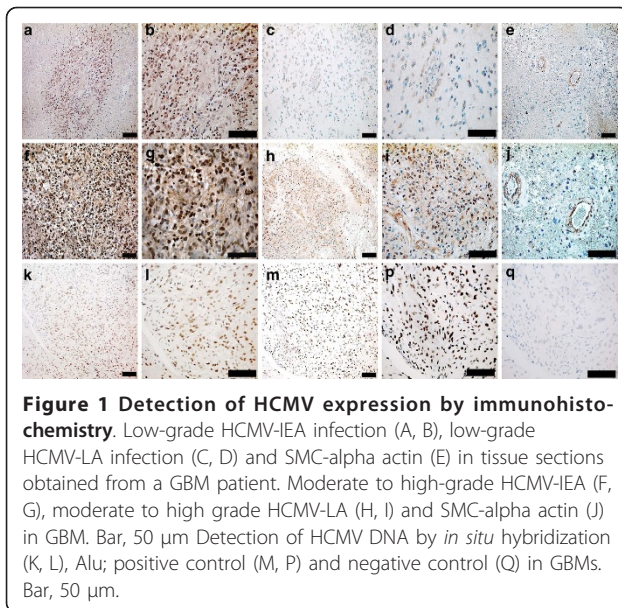 a b c d e
f g h i j
k l m p q
Figure 1 Detection of HCMV expression by immunohisto-
chemistry. Low-grade HCMV-IEA infection (A, B), low-grade
HCMV-LA infection (C, D) and SMC-alpha actin (E) in tissue sections
obtained from a GBM patient. Moderate to high-grade HCMV-IEA (F,
G), moderate to high grade HCMV-LA (H, I) and SMC-alpha actin (J)
in GBM. Bar, 50 μm Detection of HCMV DNA by in situ hybridization
(K, L), Alu; positive control (M, P) and negative control (Q) in GBMs.
Bar, 50 μm.